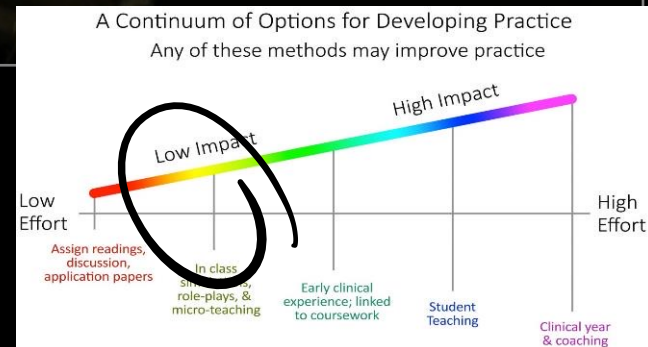 A Continuum of Options for Developing Practice
Any of these methods may improve practice
High Impact
Low Impact
Low
Effort
High
Effort
Assign readings,
discussion,
application papers
In class
role-plays, &
micro-teaching
Early clinical
experience; linked
to coursework
Student
Teaching
Clinical year
& coaching